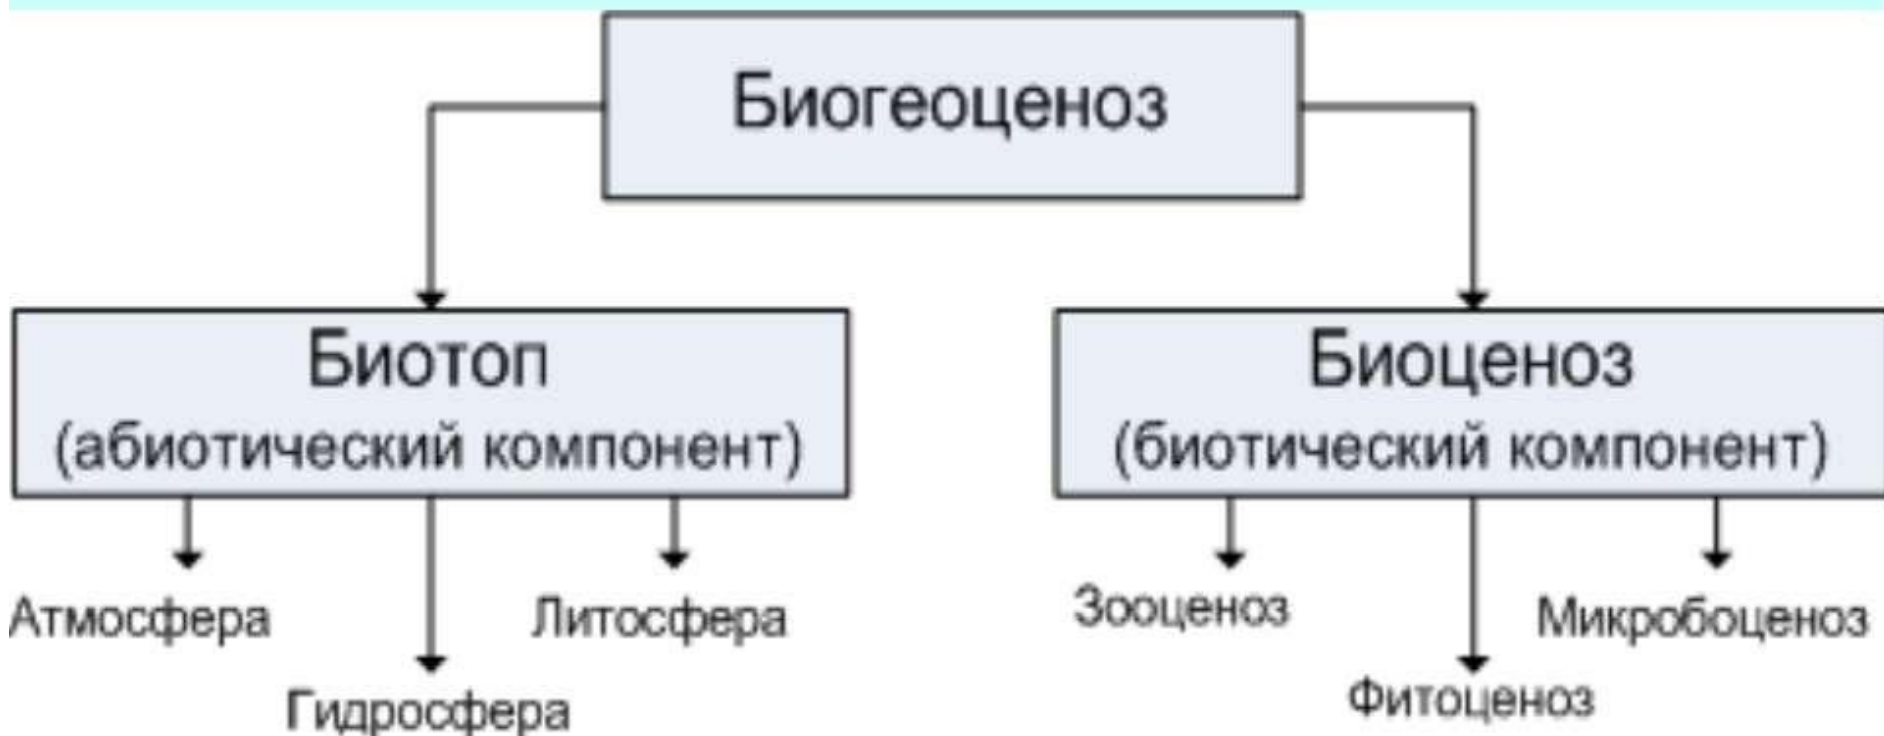 Биогеоценоз
Биотоп
(абиотический компонент)
Биоценоз
(биотический компонент)
Атмосфера
Гидросфера
Литосфера
Зооценоз
Фитоценоз
Микробоценоз